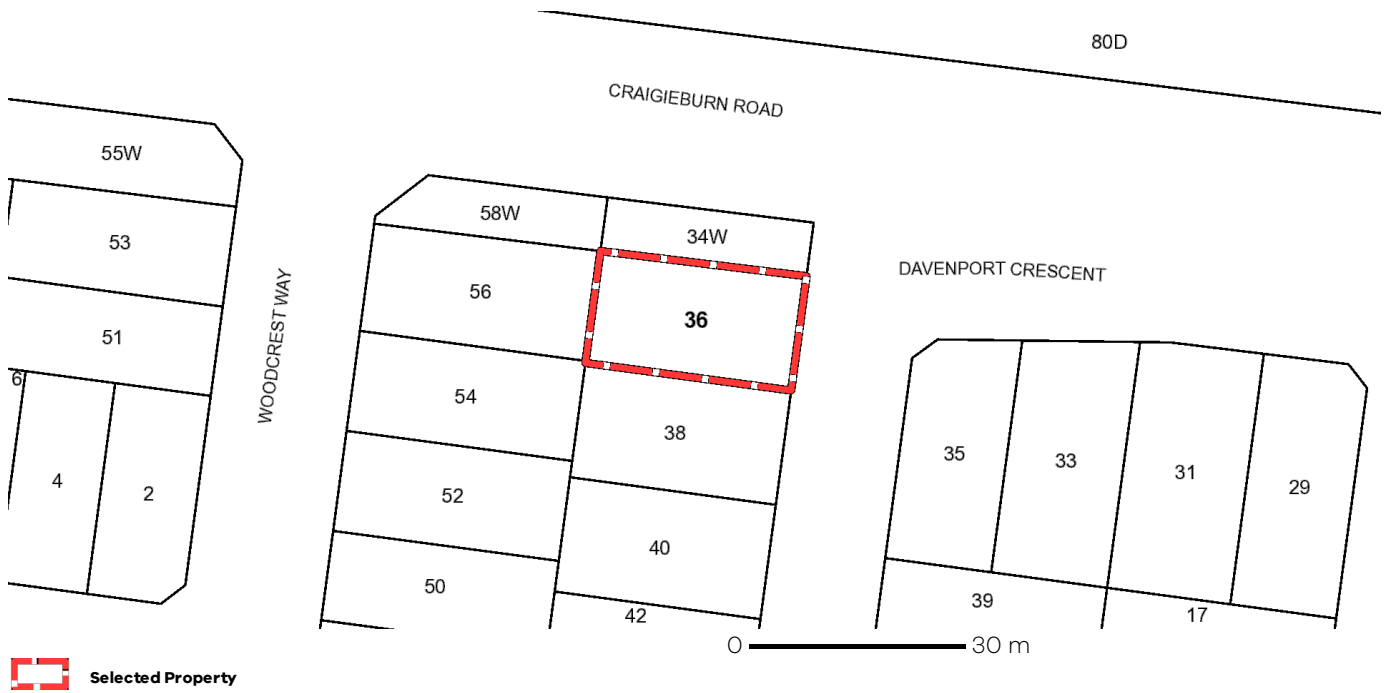 80D
CRAIGIEBURN ROAD
55W
58W
34W
53
DAVENPORT CRESCENT
56
36
WOODCREST WAY
51
6
54
38
35
33
31
29
4
2
52
40
50
39
42
17
0 30 m
Selected Property